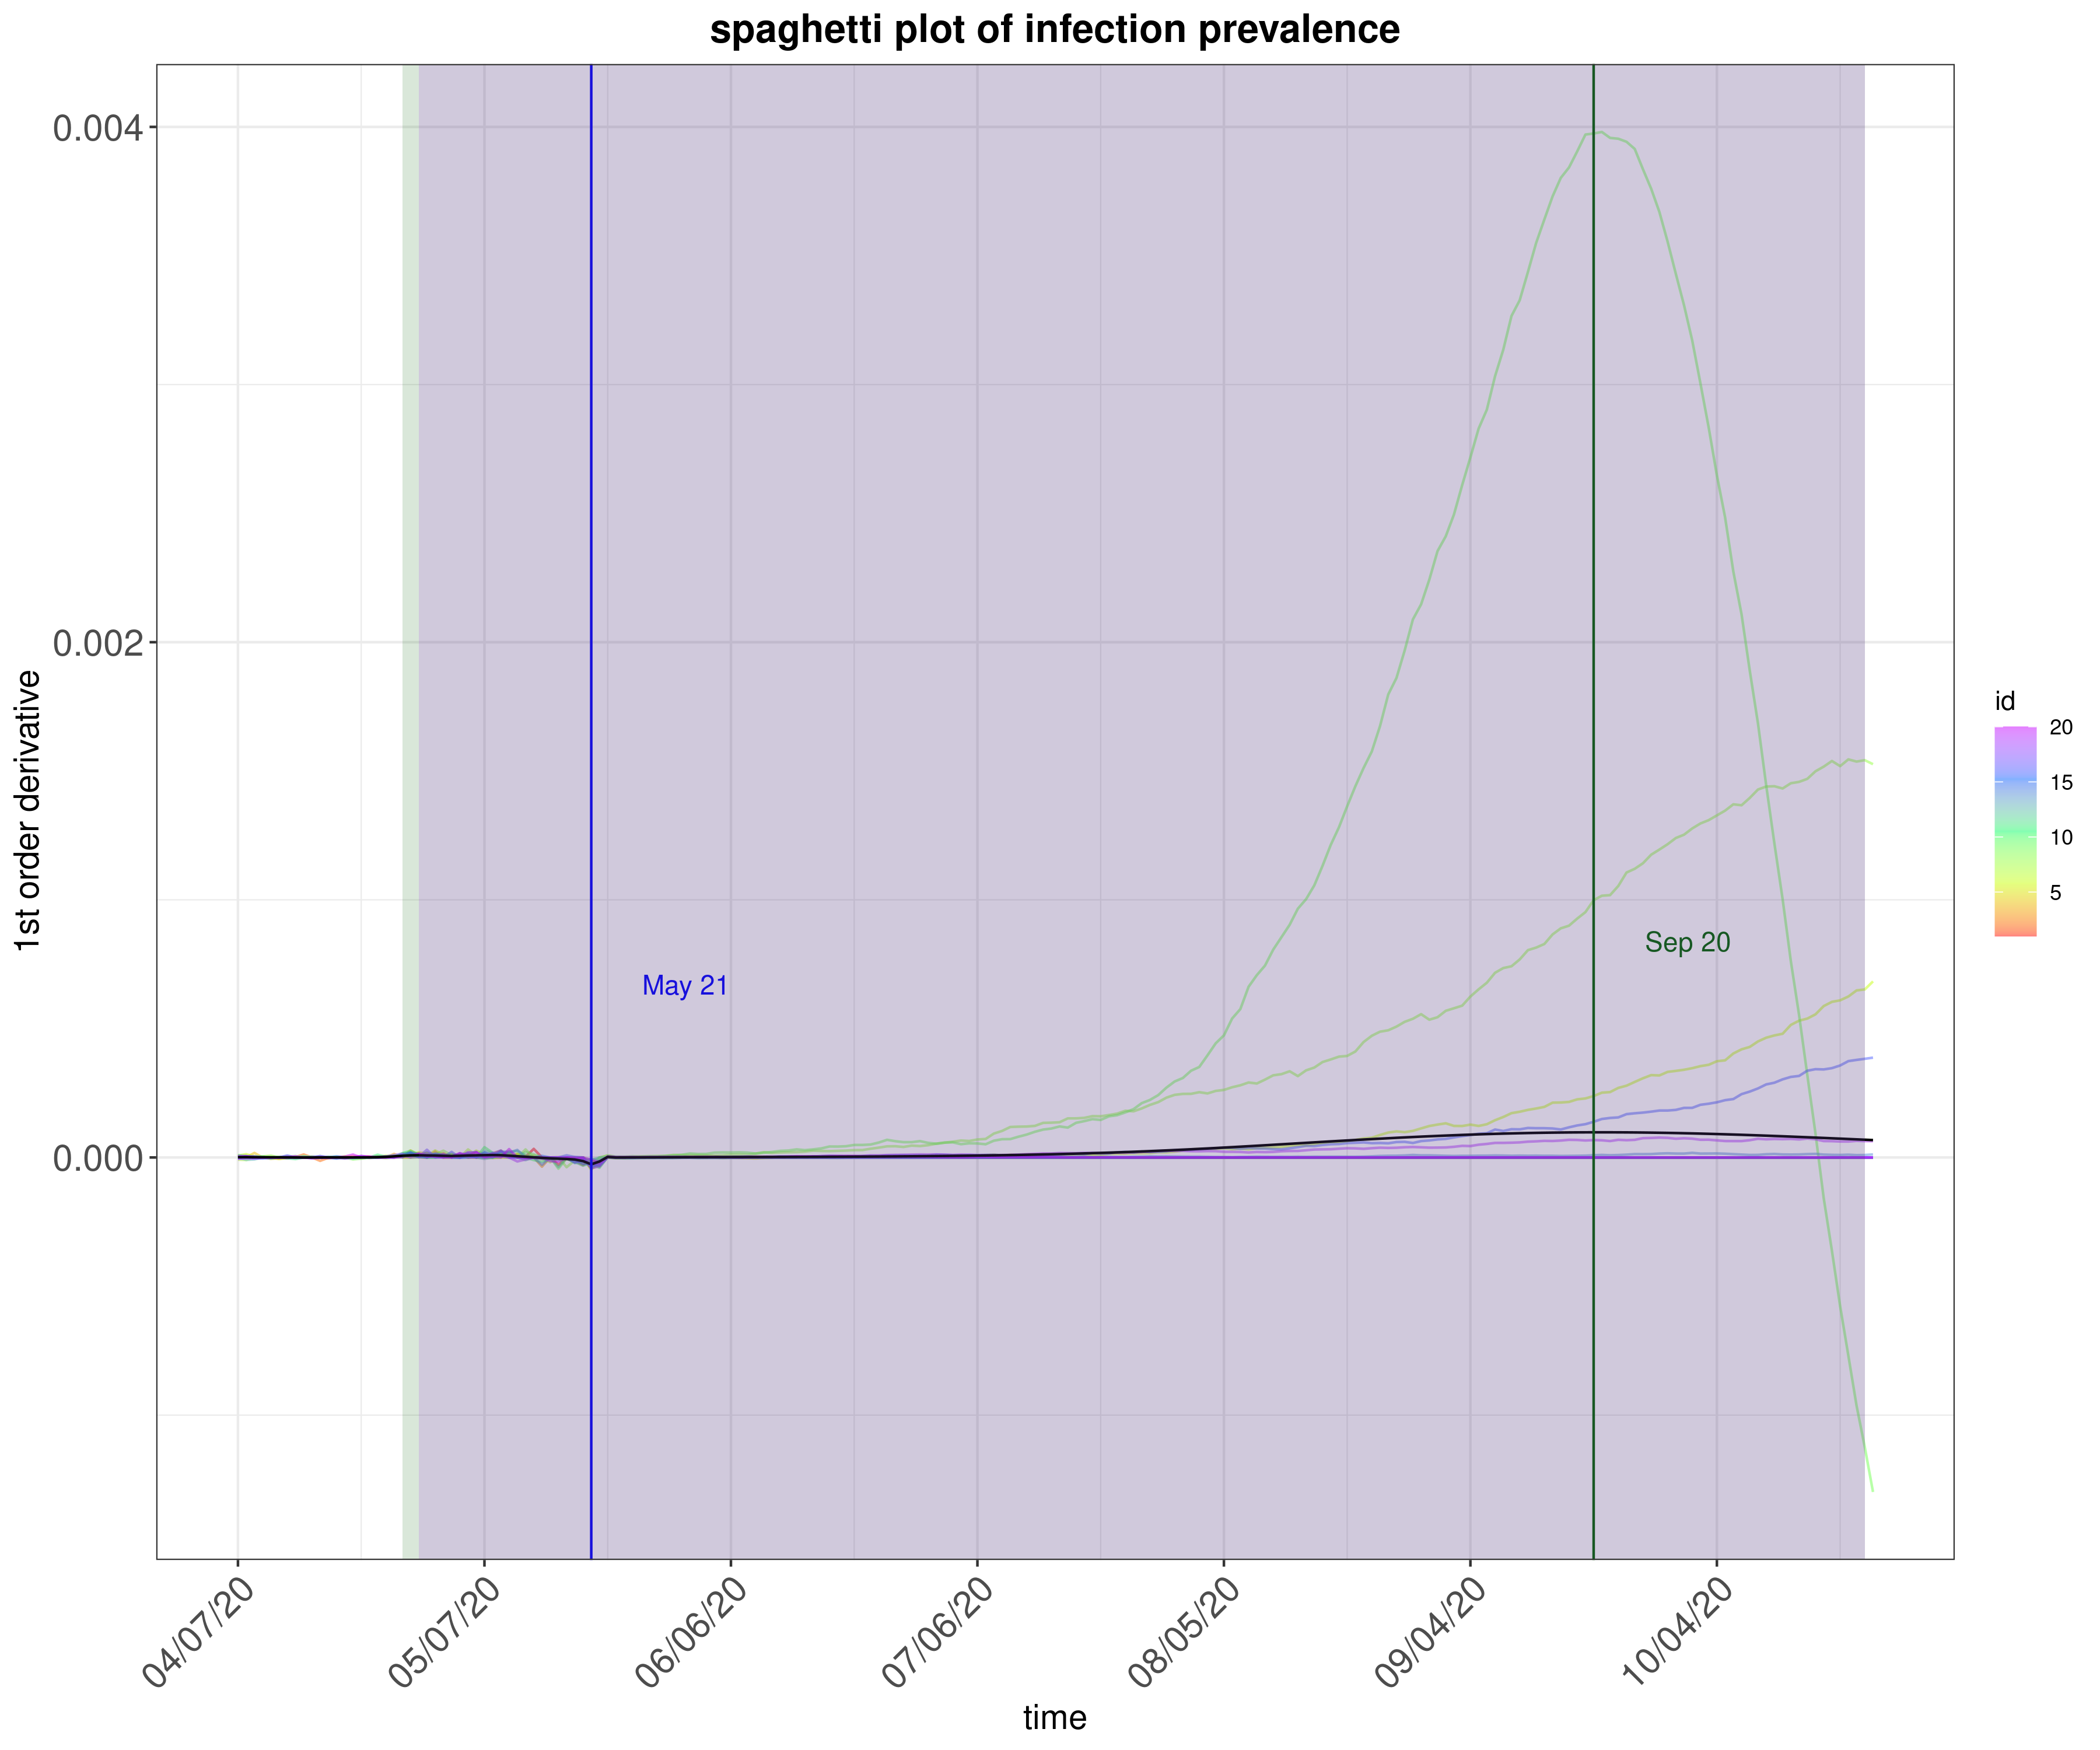 spaghetti plot of infection prevalence
0.004
0.002
0.000
1st order derivative
May 21
Sep 20
id
20
15
10
5
04/07/20
05/07/20
06/06/20
07/06/20
08/05/20
09/04/20
10/04/20
time